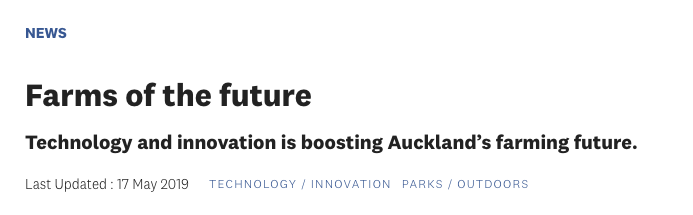 NEWS
Farms of the future
Technology and innovation is boosting Auckland’s farming future.
Last Updated : 17 May 2019 TECHNOLOGY / INNOVATION PARKS / OUTDOORS